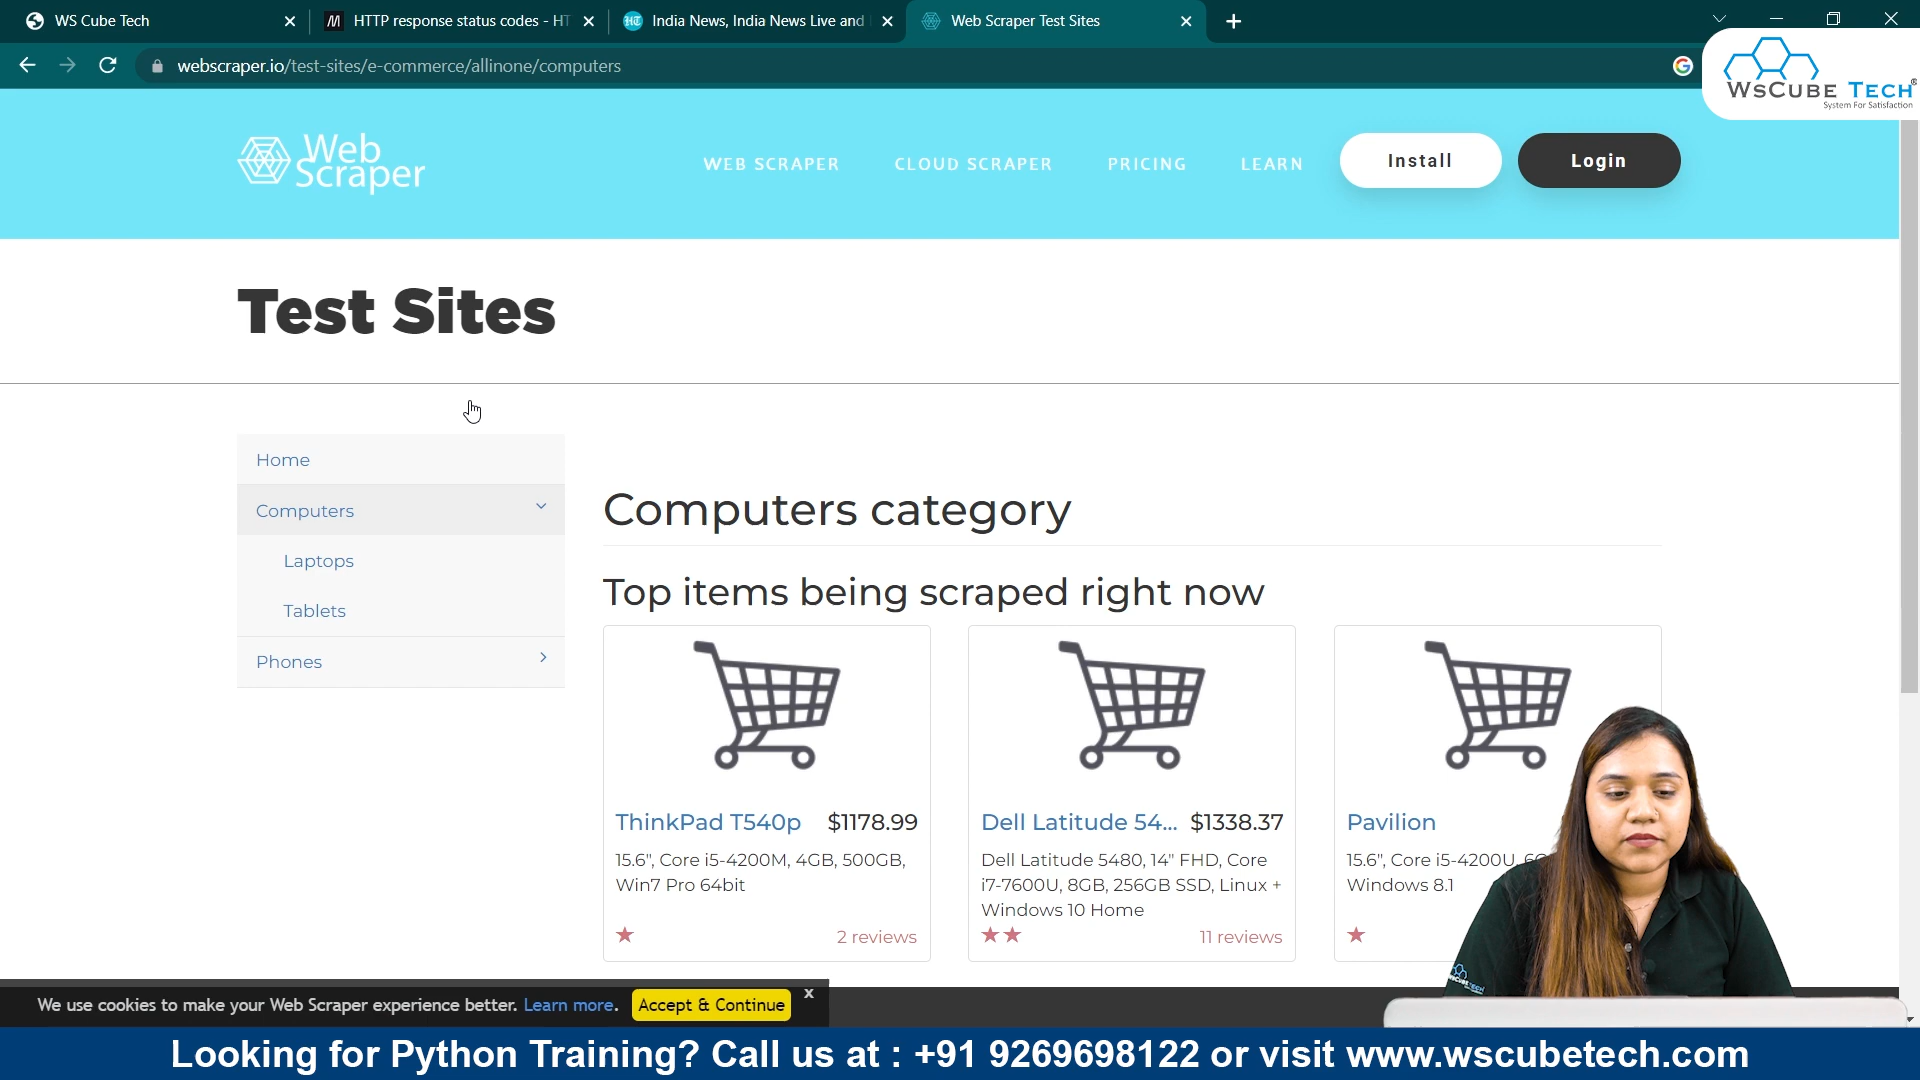 WS Cube Tech
HTTP response status codes - HT
India News, India News Live and
Web Scraper Test Sites
webscraper.io/test-sites/e-commerce/allinone/computers
WsCube Tech
System For Satisfaction
Web Scraper
WEB SCRAPER
CLOUD SCRAPER
PRICING
LEARN
Install
Login
Test Sites
Home
Computers
Laptops
Tablets
Phones
Computers category
Top items being scraped right now
ThinkPad T540p $1178.99
15.6", Core i5-4200M, 4GB, 500GB,
Win7 Pro 64bit
2 reviews
Dell Latitude 54... $1338.37
Dell Latitude 5480, 14" FHD, Core
i7-7600U, 8GB, 256GB SSD, Linux +
Windows 10 Home
11 reviews
Pavilion
15.6", Core i5-4200U,
Windows 8.1
We use cookies to make your Web Scraper experience better. Learn more.
Accept & Continue
x
Looking for Python Training? Call us at : +91 9269698122 or visit www.wscubetech.com